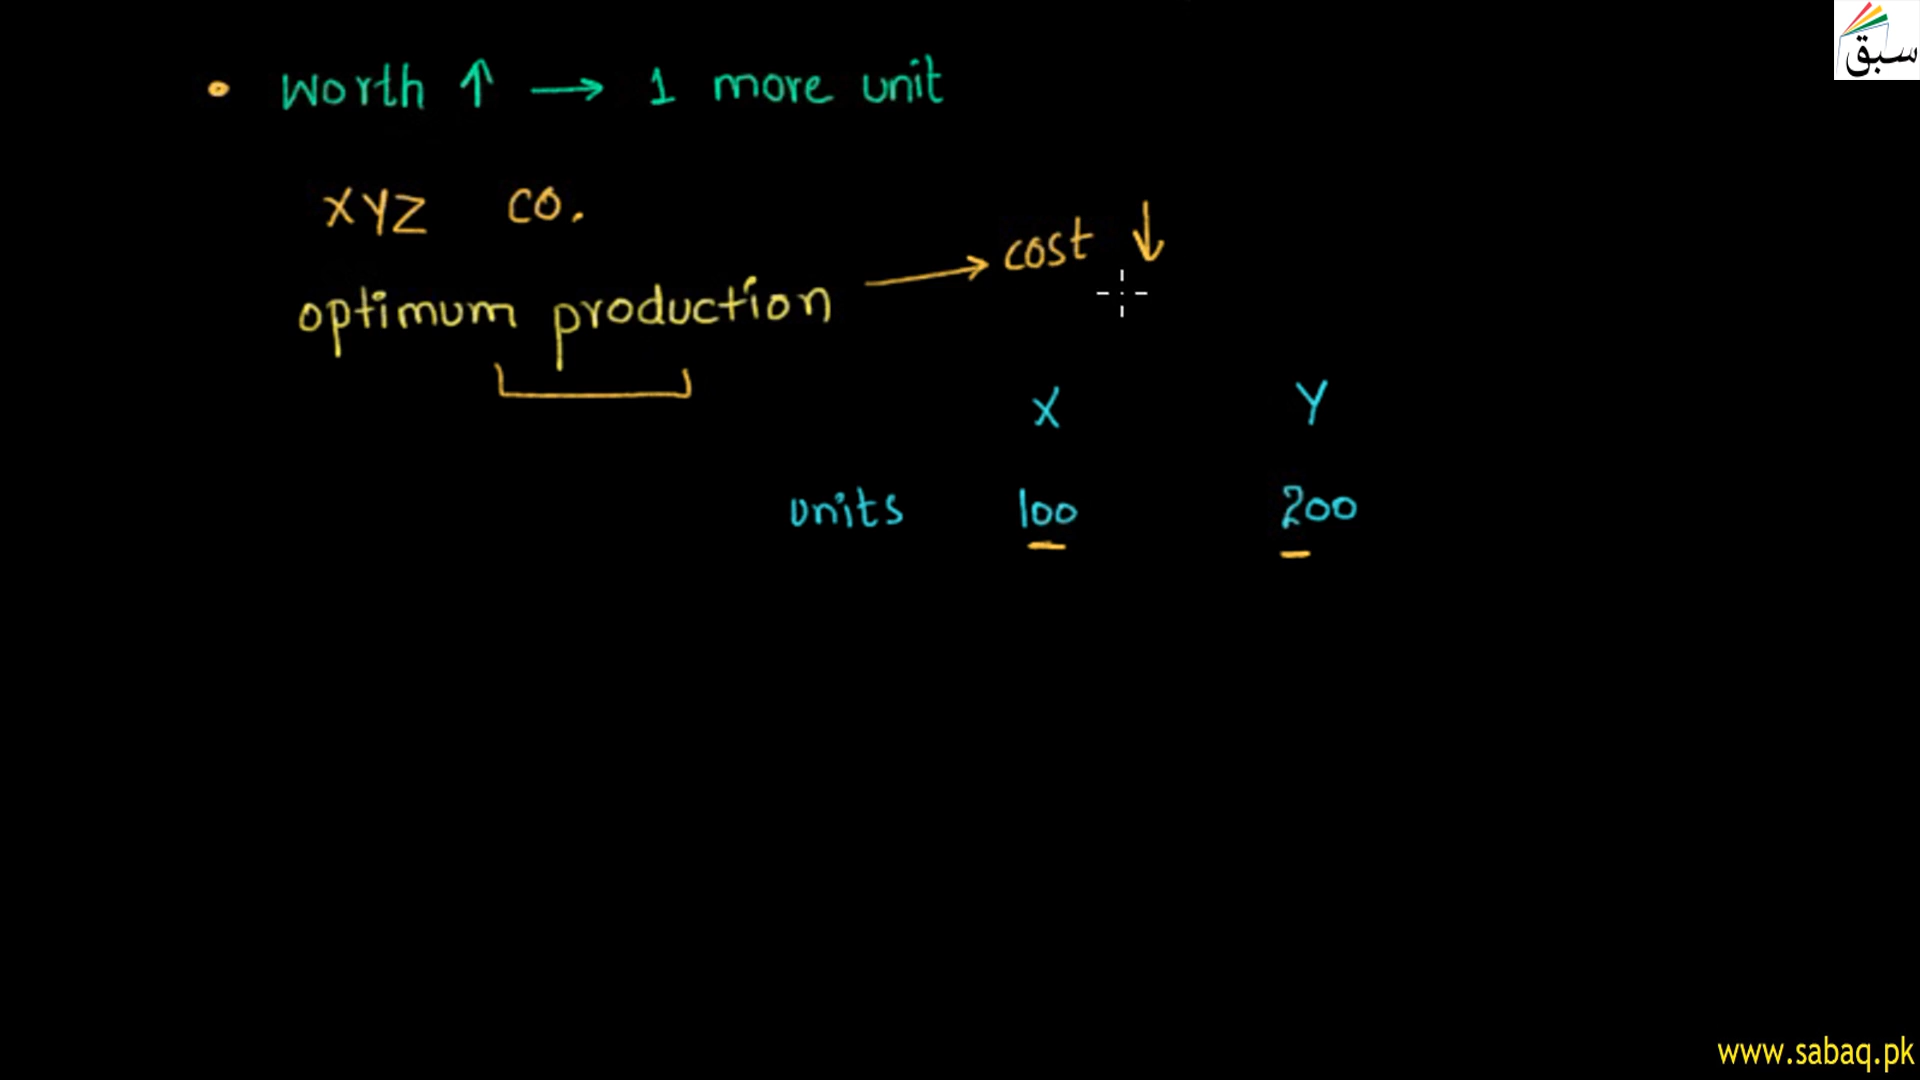 سبق
• Worth ↑ → 1 more unit
XYZ CO.
cost ↓
optimum production →
X Y
units 100 200
www.sabaq.pk